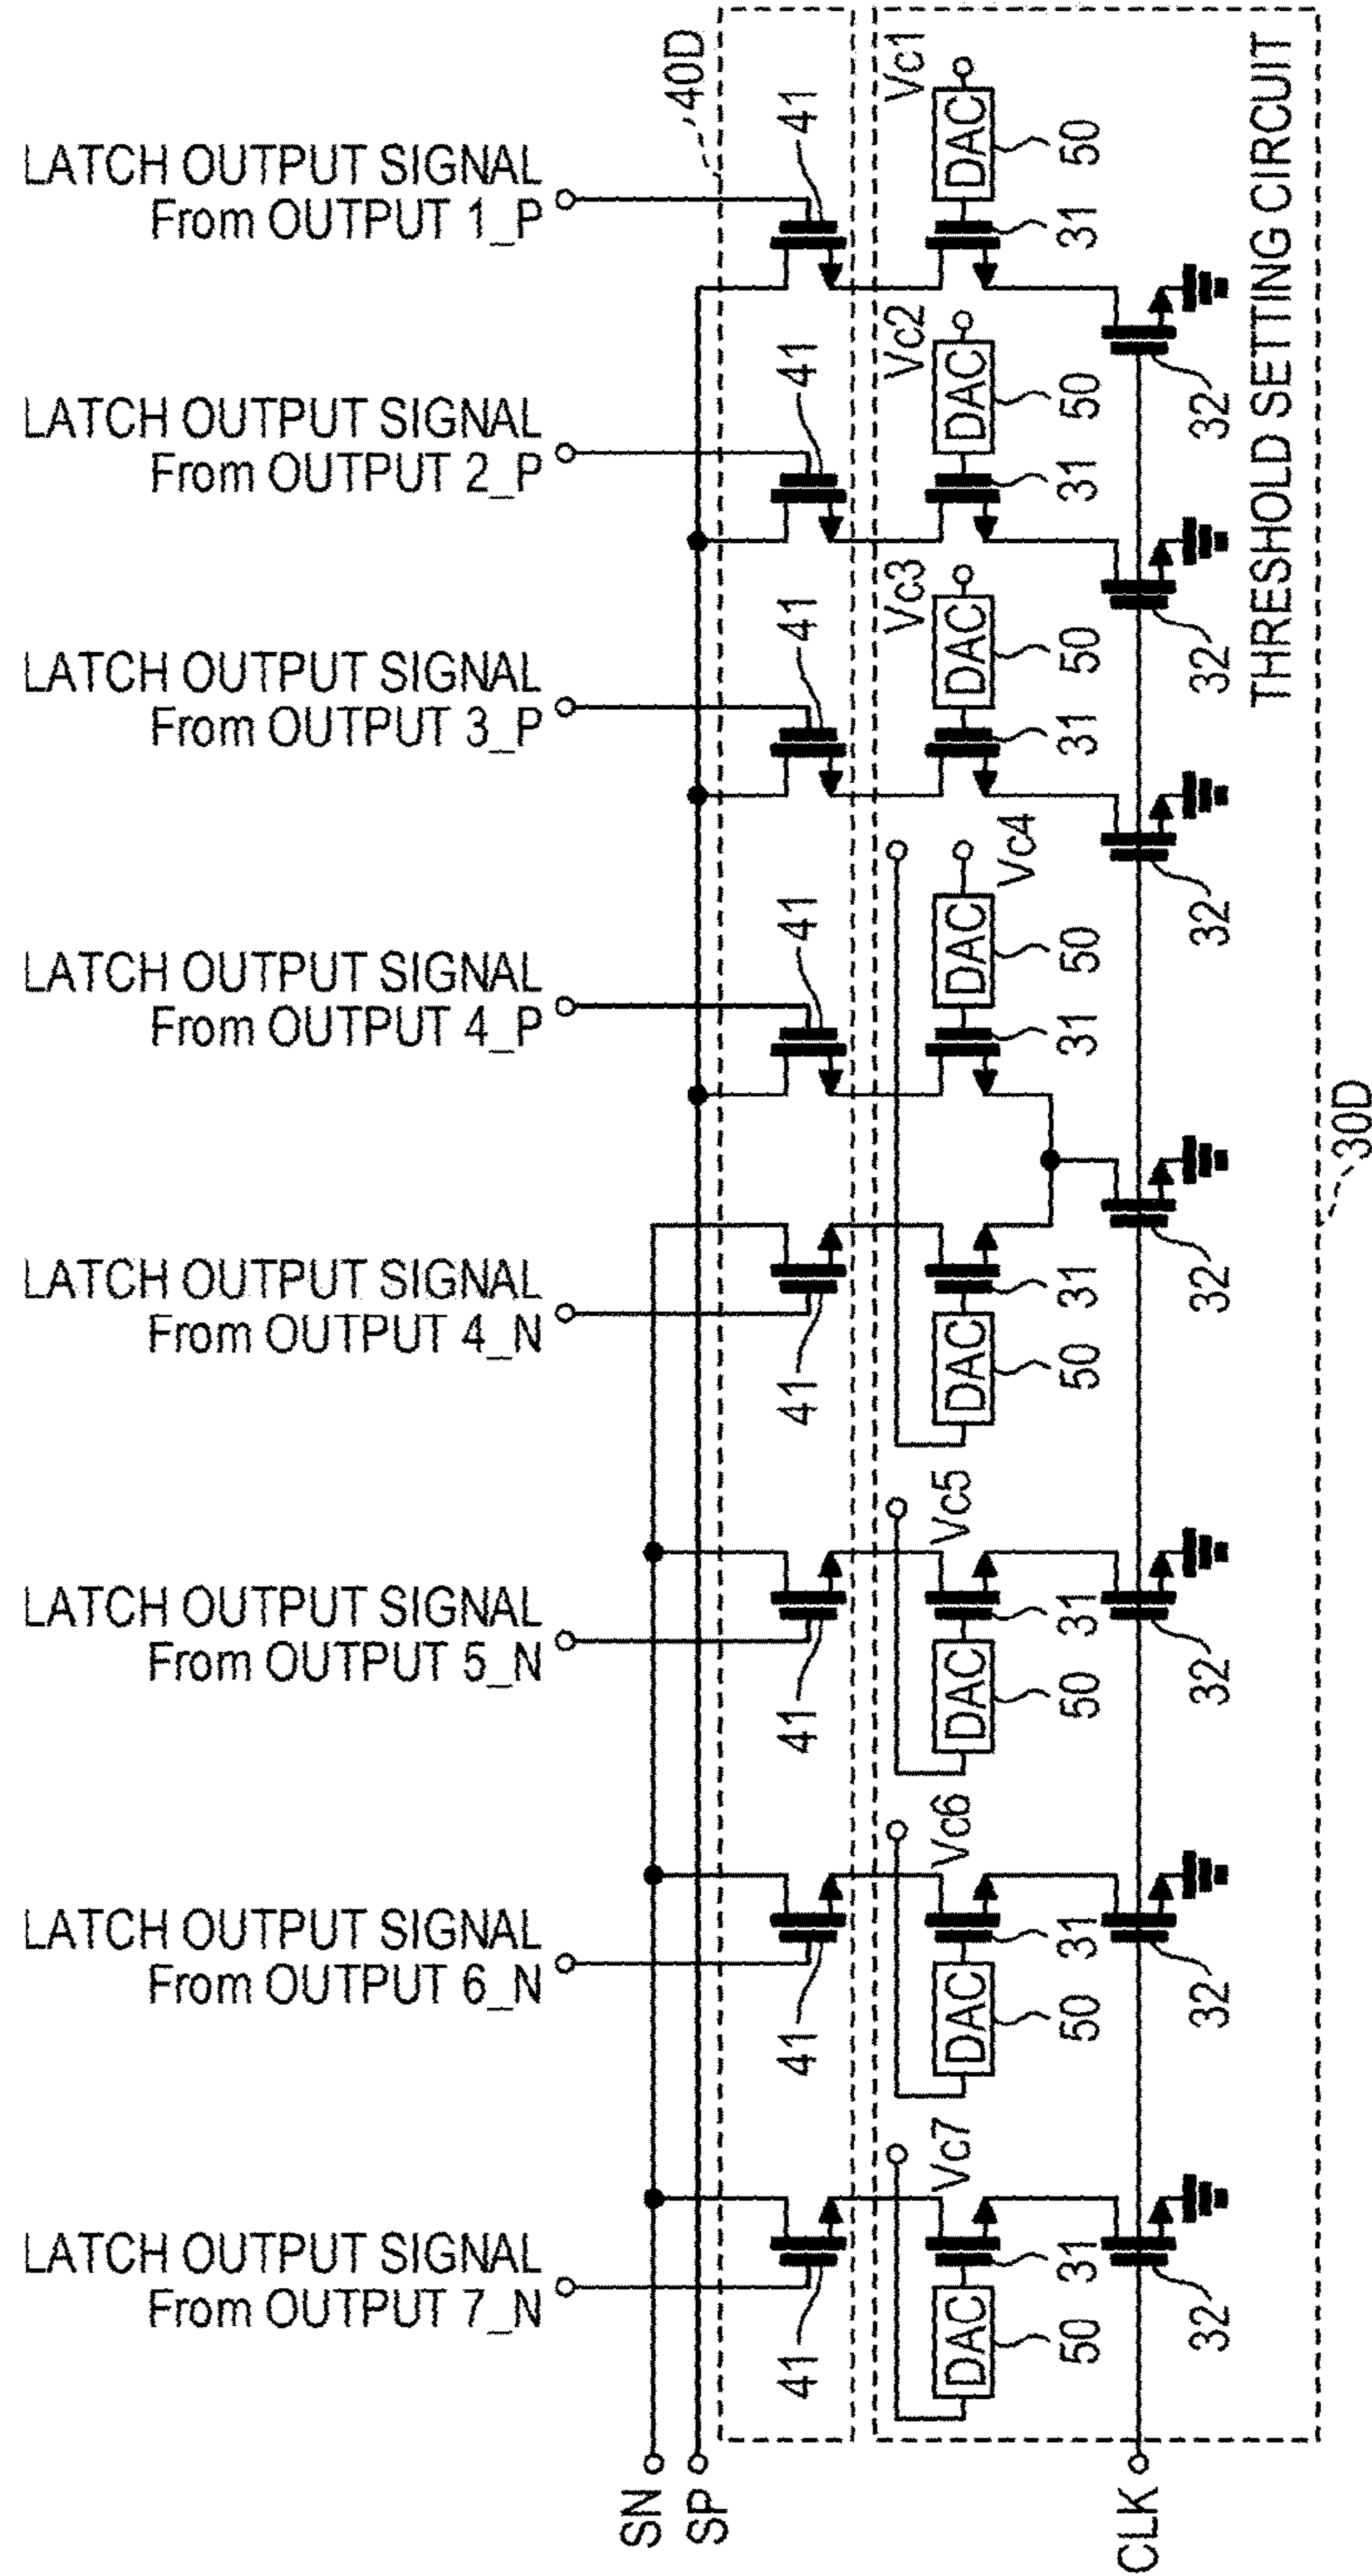 40D
LATCH OUTPUT SIGNAL
From OUTPUT 1_P
41
Vc1
DAC
50
31
32
LATCH OUTPUT SIGNAL
From OUTPUT 2_P
41
Vc2
DAC
50
31
32
LATCH OUTPUT SIGNAL
From OUTPUT 3_P
41
Vc3
DAC
50
31
32
LATCH OUTPUT SIGNAL
From OUTPUT 4_P
41
Vc4
DAC
50
31
LATCH OUTPUT SIGNAL
From OUTPUT 4_N
41
31
DAC
50
32
LATCH OUTPUT SIGNAL
From OUTPUT 5_N
41
Vc5
31
DAC
50
32
LATCH OUTPUT SIGNAL
From OUTPUT 6_N
41
Vc6
31
DAC
50
32
LATCH OUTPUT SIGNAL
From OUTPUT 7_N
41
Vc7
31
DAC
50
32
SN
SP
CLK
THRESHOLD SETTING CIRCUIT
30D